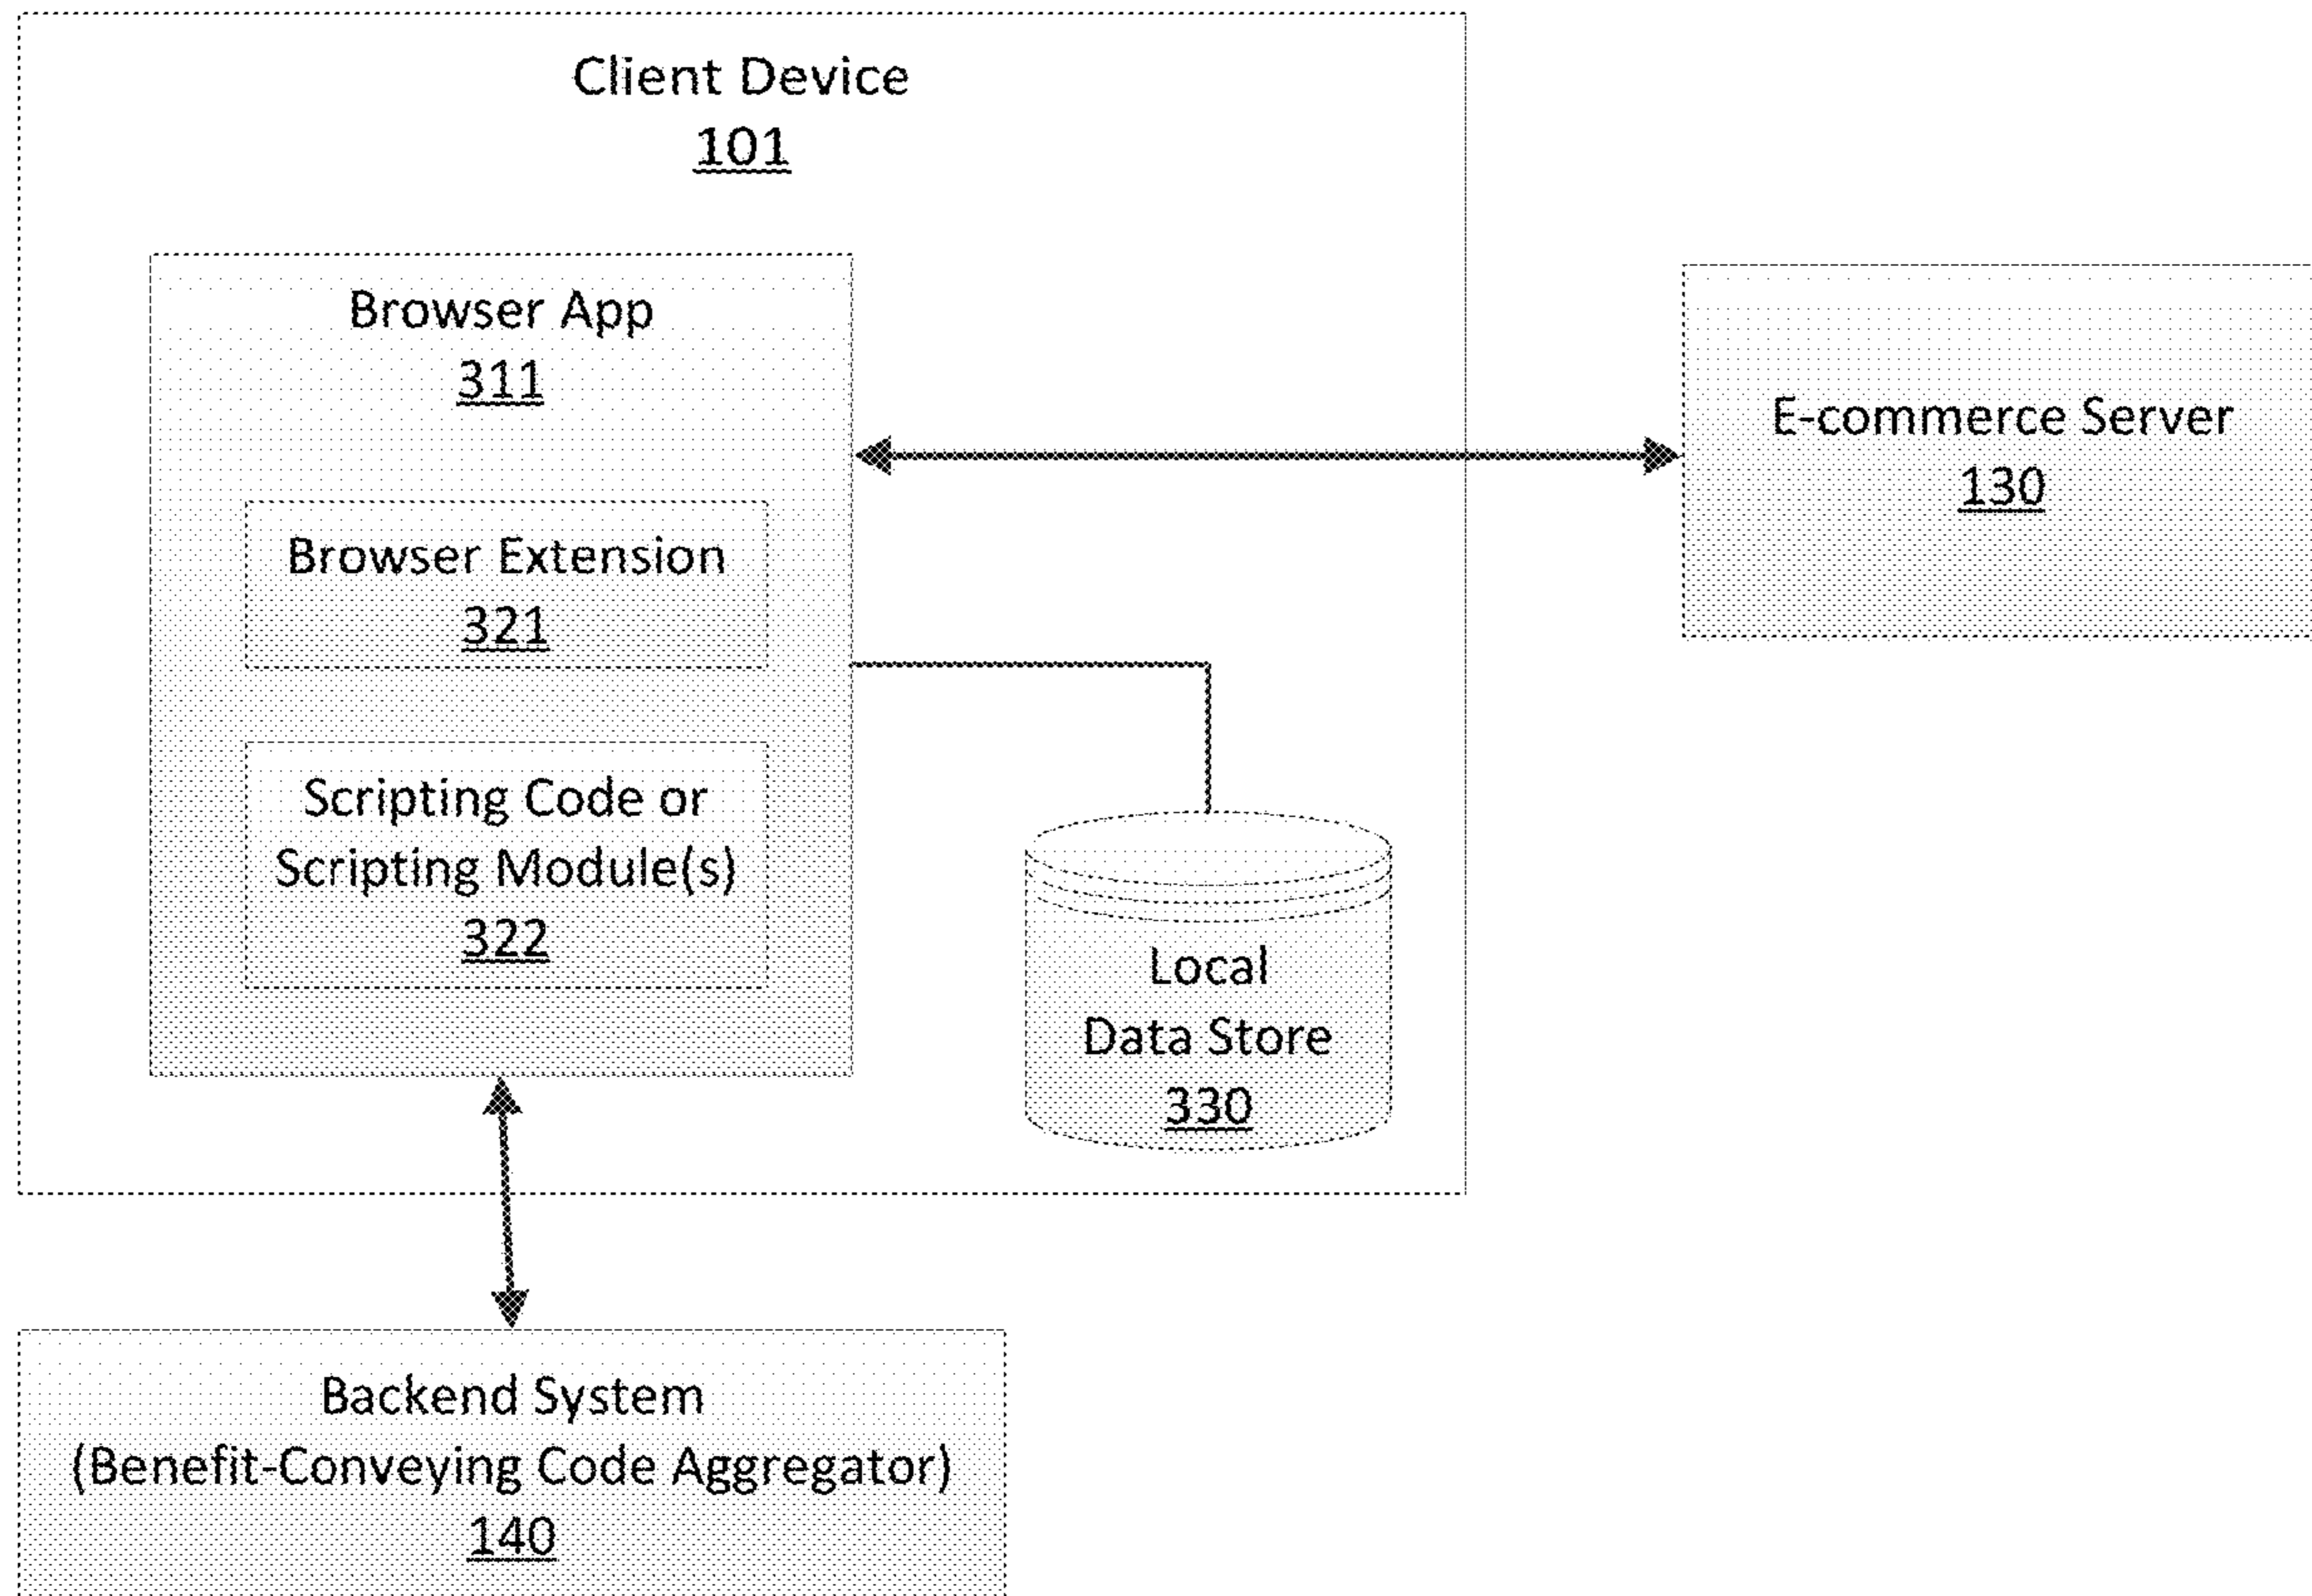 Client Device
101
Browser App
311
E-commerce Server
130
Browser Extension
321
Scripting Code or
Scripting Module(s)
322
Local
Data Store
330
Backend System
(Benefit-Conveying Code Aggregator)
140